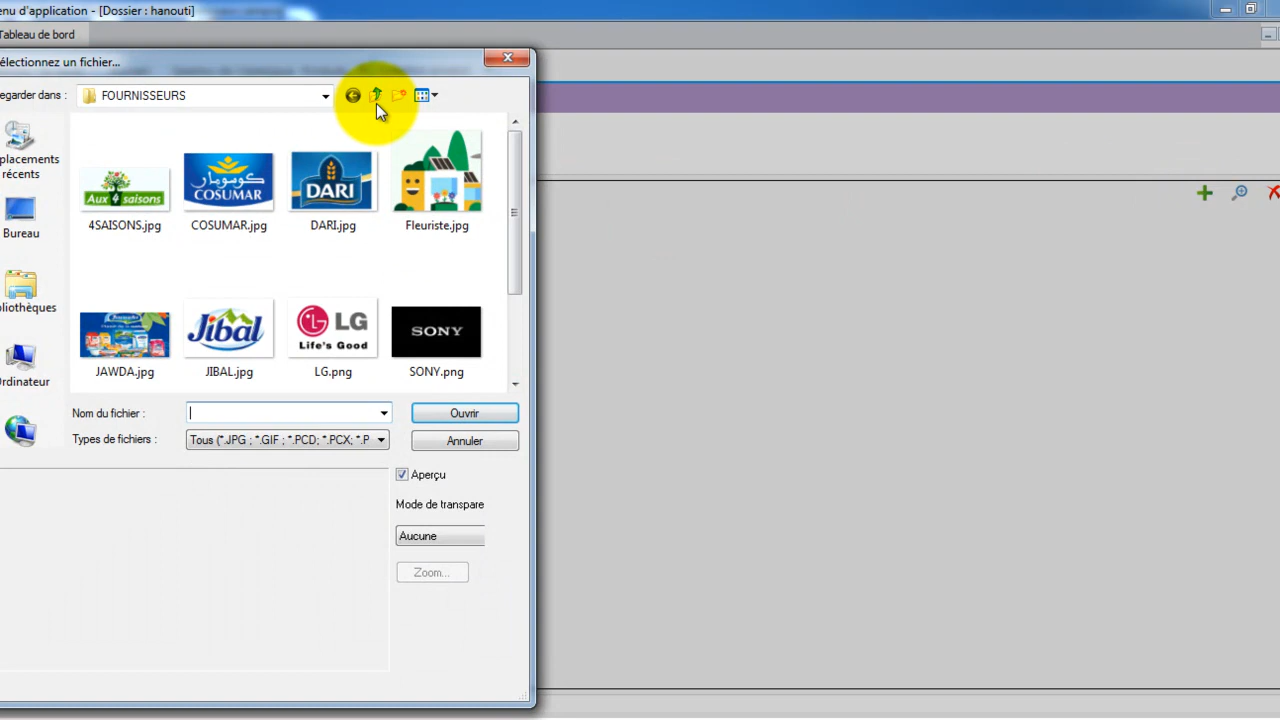 enu d'application - [Dossier : hanouti]
Tableau de bord
électionnez un fichier...
egarder dans :
FOURNISSEURS
placements
récents
Bureau
bliothèques
Ordinateur
Aux 4 saisons
كوسومار
COSUMAR
DARI
4SAISONS.jpg
COSUMAR.jpg
DARI.jpg
Fleuriste.jpg
Jibal
LG
Life's Good
SONY
JAWDA.jpg
JIBAL.jpg
LG.png
SONY.png
Nom du fichier :
Ouvrir
Types de fichiers :
Tous (*.JPG ; *.GIF ; *.PCD; *.PCX; *.P
Annuler
Aperçu
Mode de transpare
Aucune
Zoom...